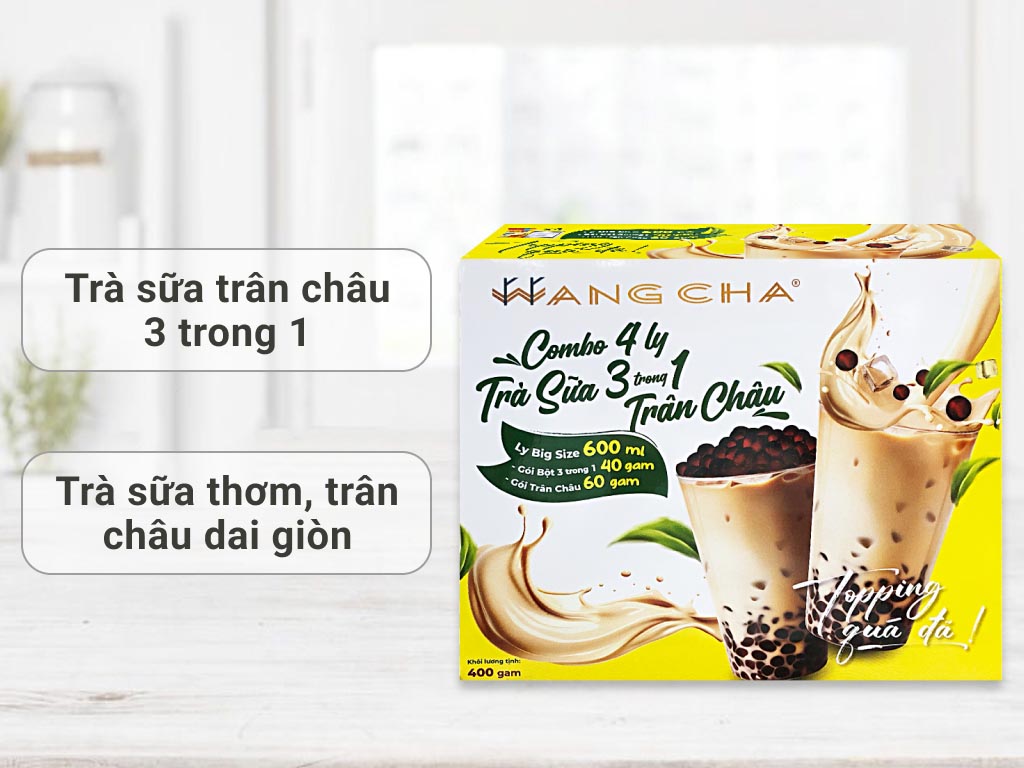 Trà sữa trân châu
3 trong 1
Trà sữa thơm, trân
châu dai giòn
WANG CHA®
Combo 4 ly
Trà Sữa 3 trong 1
Trân Châu
Ly Big Size 600 ml
- Gói Bột 3 trong 1 40 gam
- Gói Trân Châu 60 gam
Topping
quá đã!
Khối lượng tịnh:
400 gam